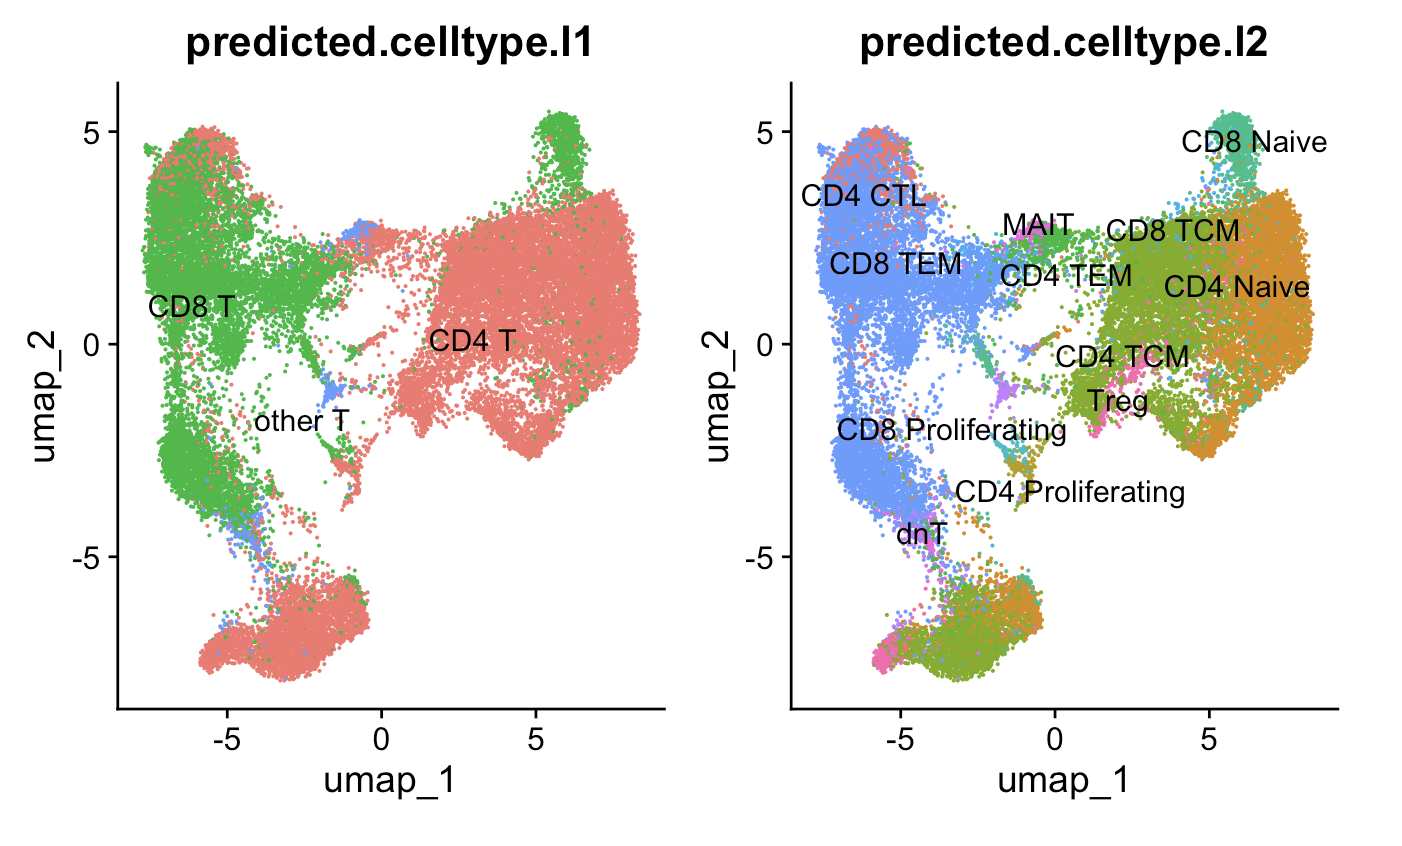 predicted.celltype.l1
5
0
-5
umap_2
CD8 T
CD4 T
other T
-5
0
5
umap_1
predicted.celltype.l2
5
0
-5
umap_2
CD8 Naive
CD4 CTL
MAIT
CD8 TCM
CD8 TEM
CD4 TEM
CD4 Naive
CD4 TCM
Treg
CD8 Proliferating
CD4 Proliferating
dnT
-5
0
5
umap_1